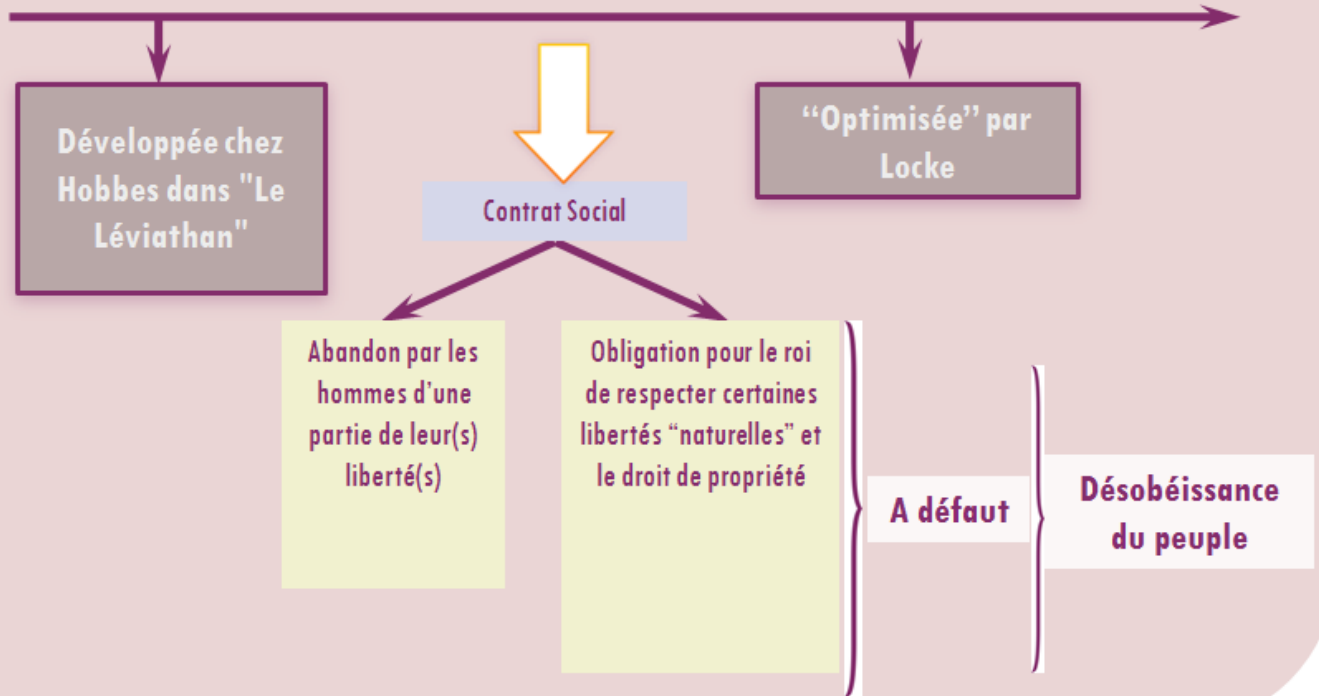 Développée chez
Hobbes dans "Le
Léviathan"
“Optimisée” par
Locke
Contrat Social
Abandon par les
hommes d’une
partie de leur(s)
liberté(s)
Obligation pour le roi
de respecter certaines
libertés “naturelles” et
le droit de propriété
A défaut
Désobéissance
du peuple